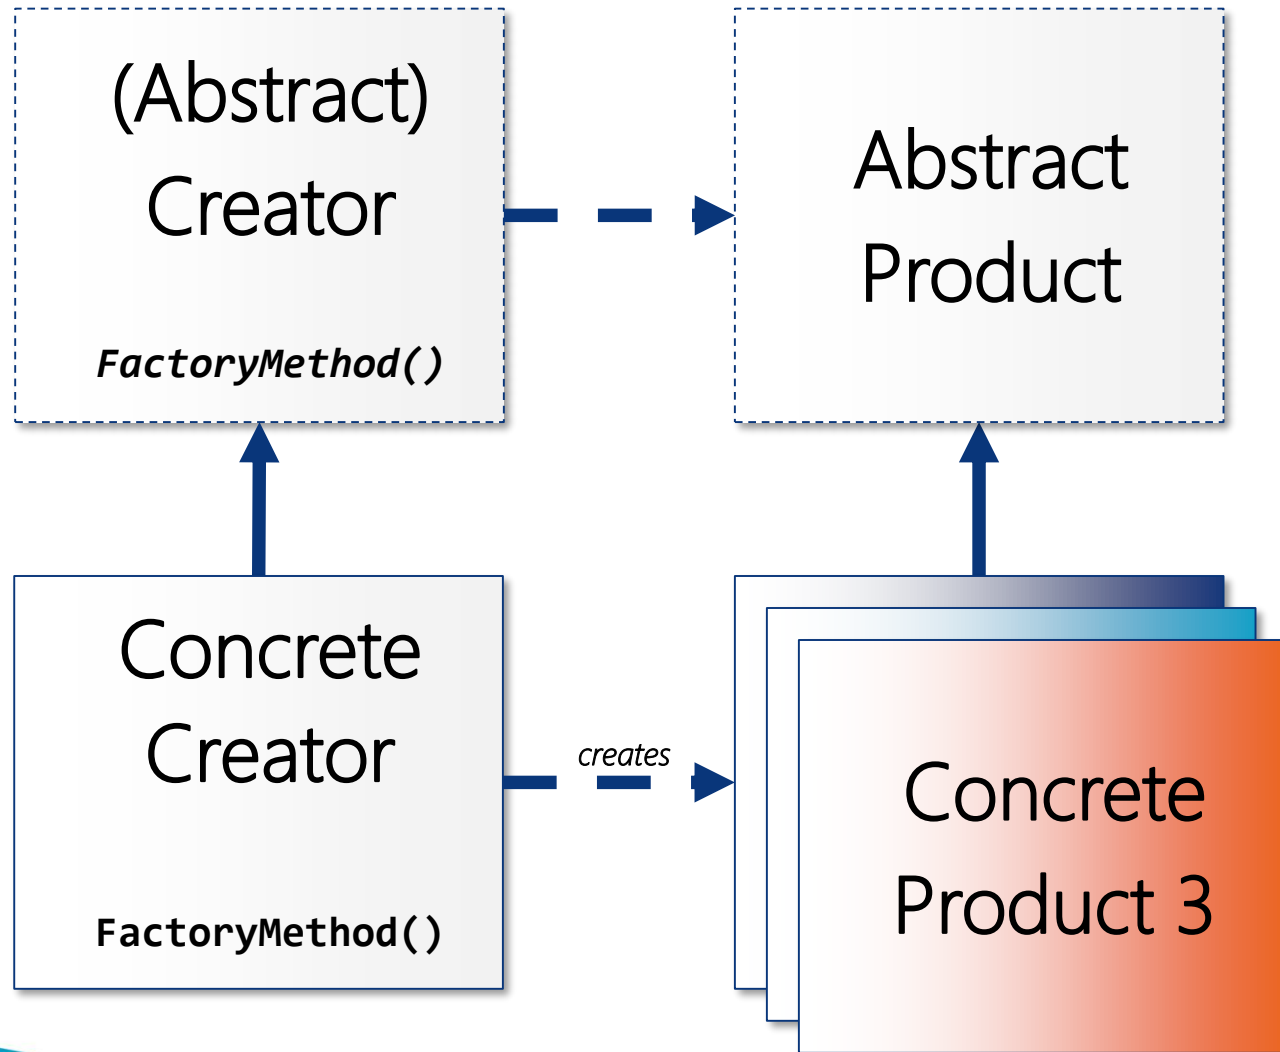 (Abstract)
Creator
FactoryMethod()
Abstract
Product
Concrete
Creator
FactoryMethod()
creates
Concrete
Product 3